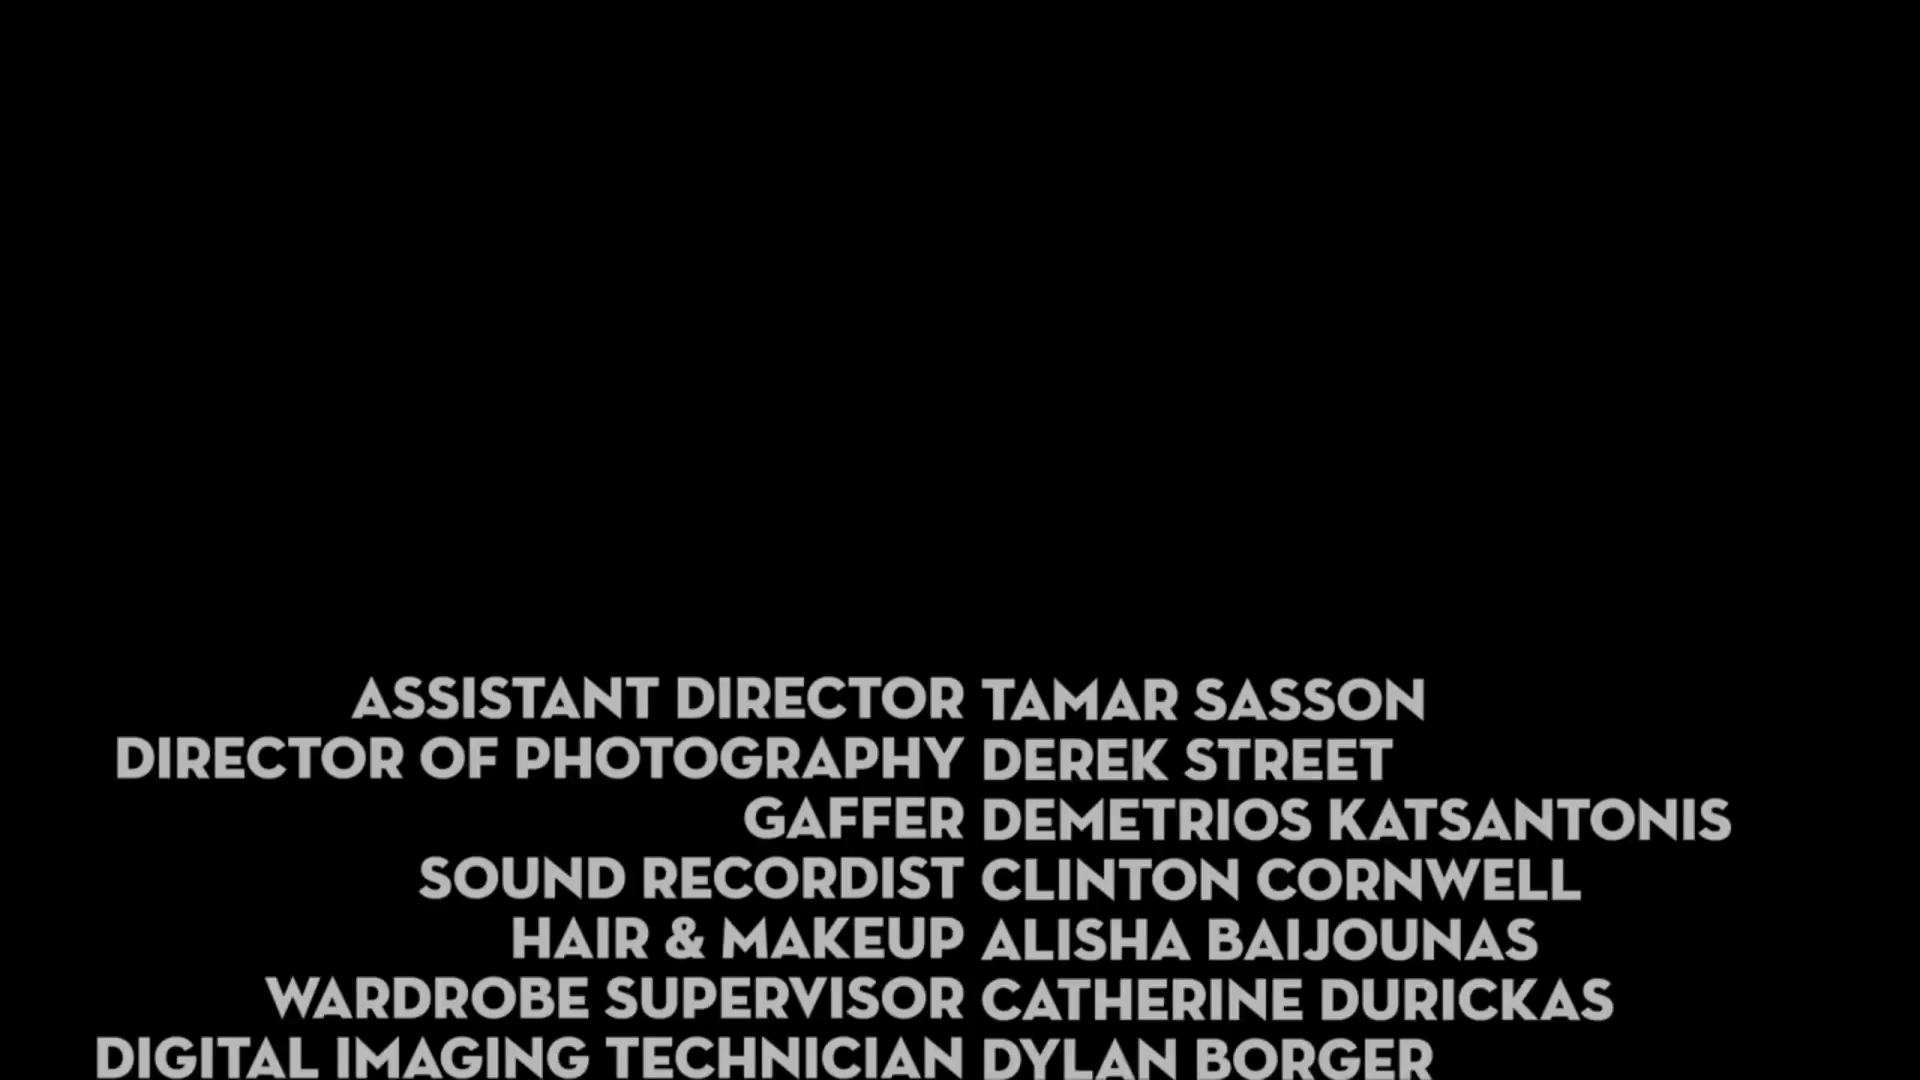 ASSISTANT DIRECTOR TAMAR SASSON
DIRECTOR OF PHOTOGRAPHY DEREK STREET
GAFFER DEMETRIOS KATSANTONIS
SOUND RECORDIST CLINTON CORNWELL
HAIR & MAKEUP ALISHA BAIJOUNAS
WARDROBE SUPERVISOR CATHERINE DURICKAS
DIGITAL IMAGING TECHNICIAN DYLAN BORGER